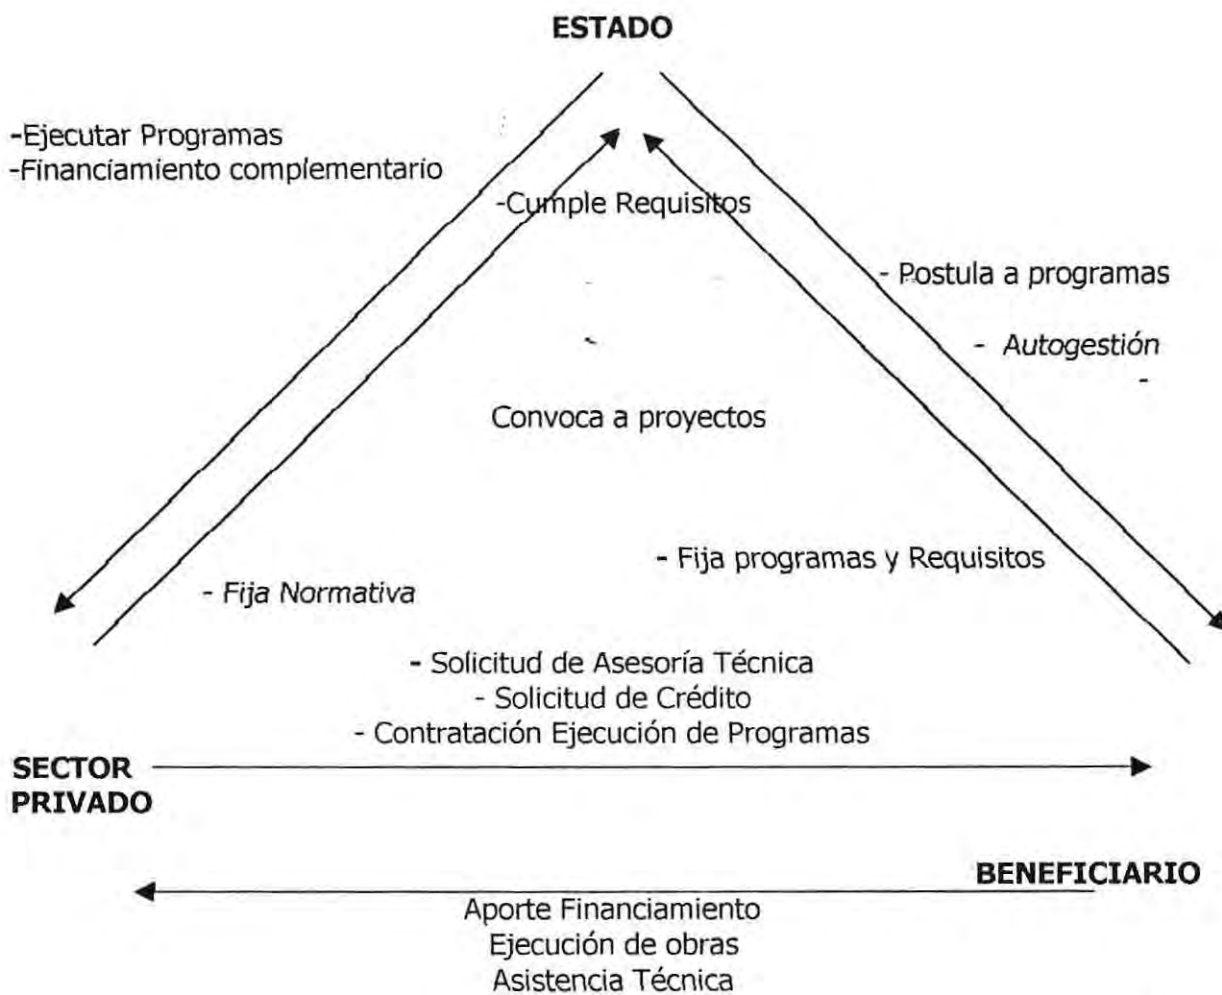 ESTADO
-Ejecutar Programas
-Financiamiento complementario
-Cumple Requisitos
- Postula a programas
- Autogestión
-
Convoca a proyectos
- Fija programas y Requisitos
- Fija Normativa
- Solicitud de Asesoría Técnica
- Solicitud de Crédito
- Contratación Ejecución de Programas
SECTOR
PRIVADO
BENEFICIARIO
Aporte Financiamiento
Ejecución de obras
Asistencia Técnica